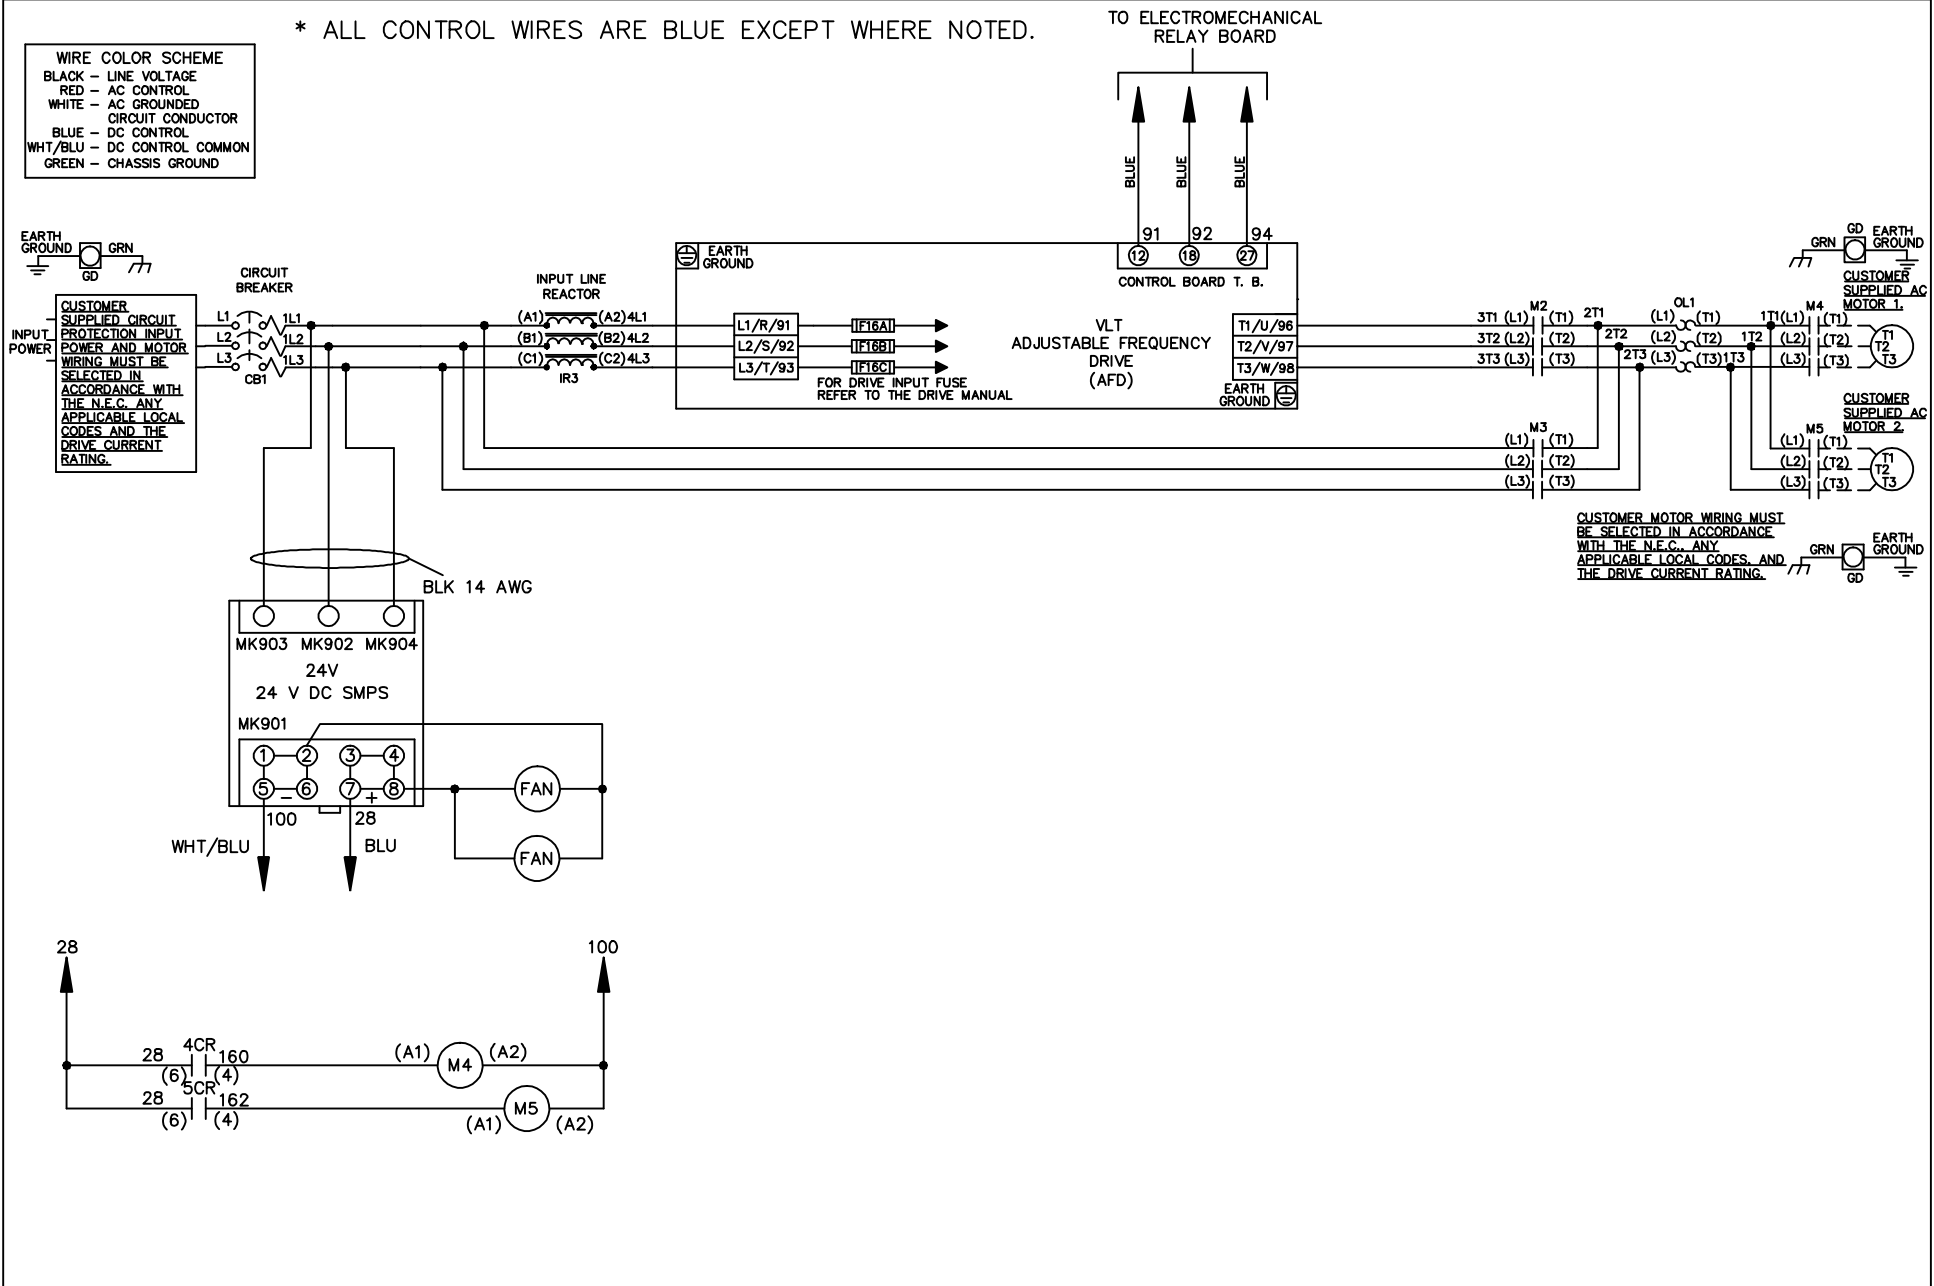 * ALL CONTROL WIRES ARE BLUE EXCEPT WHERE NOTED.
TO ELECTROMECHANICAL
RELAY BOARD
WIRE COLOR SCHEME
BLACK – LINE VOLTAGE
RED – AC CONTROL
WHITE – AC GROUNDED
CIRCUIT CONDUCTOR
BLUE – DC CONTROL
WHT/BLU – DC CONTROL COMMON
GREEN – CHASSIS GROUND
BLUE
BLUE
BLUE
91
92
94
12
18
27
CONTROL BOARD T. B.
EARTH
GROUND
GRN
GD
CUSTOMER
SUPPLIED CIRCUIT
PROTECTION INPUT
POWER AND MOTOR
WIRING MUST BE
SELECTED IN
ACCORDANCE WITH
THE N.E.C. ANY
APPLICABLE LOCAL
CODES AND THE
DRIVE CURRENT
RATING.
INPUT
POWER
CIRCUIT
BREAKER
L1
1L1
L2
1L2
L3
1L3
CB1
INPUT LINE
REACTOR
(A1)
(A2)4L1
(B1)
(B2)4L2
(C1)
(C2)4L3
IR3
EARTH
GROUND
L1/R/91
L2/S/92
L3/T/93
F16A
F16B
F16C
FOR DRIVE INPUT FUSE
REFER TO THE DRIVE MANUAL
VLT
ADJUSTABLE FREQUENCY
DRIVE
(AFD)
T1/U/96
T2/V/97
T3/W/98
EARTH
GROUND
M2
3T1 (L1) (T1) 2T1
3T2 (L2) (T2) 2T2
3T3 (L3) (T3) 2T3
OL1
(L1) (T1) 1T1
(L2) (T2) 1T2
(L3) (T3) 1T3
M4
(L1) (T1)
(L2) (T2)
(L3) (T3)
T1
T2
T3
GD
GRN
EARTH
GROUND
CUSTOMER
SUPPLIED AC
MOTOR 1.
M3
(L1) (T1)
(L2) (T2)
(L3) (T3)
CUSTOMER
SUPPLIED AC
MOTOR 2.
M5
(L1) (T1)
(L2) (T2)
(L3) (T3)
T1
T2
T3
CUSTOMER MOTOR WIRING MUST
BE SELECTED IN ACCORDANCE
WITH THE N.E.C., ANY
APPLICABLE LOCAL CODES, AND
THE DRIVE CURRENT RATING.
GRN
GD
EARTH
GROUND
BLK 14 AWG
MK903 MK902 MK904
24V
24 V DC SMPS
MK901
1 2 3 4
5 – 6 7 + 8
100
28
WHT/BLU
BLU
FAN
FAN
28
100
28
4CR
160
(6) (4)
(A1)
M4
(A2)
28
5CR
162
(6) (4)
(A1)
M5
(A2)